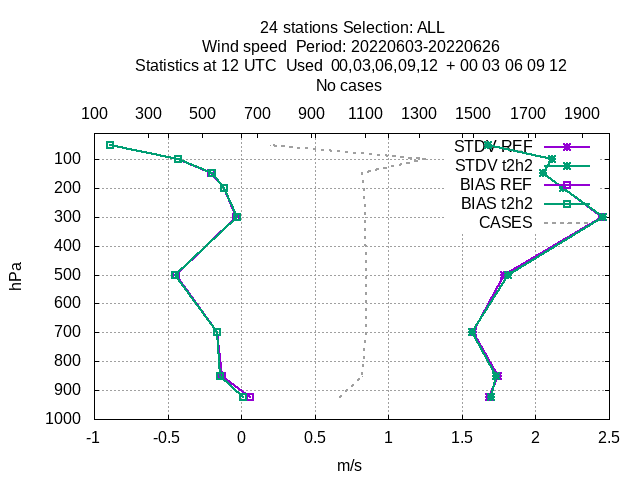 24 stations Selection: ALL
Wind speed  Period: 20220603-20220626
Statistics at 12 UTC  Used  00,03,06,09,12  + 00 03 06 09 12
No cases
100 300 500 700 900 1100 1300 1500 1700 1900
STDV REF
STDV t2h2
BIAS REF
BIAS t2h2
CASES
hPa
100
200
300
400
500
600
700
800
900
1000
-1 -0.5 0 0.5 1 1.5 2 2.5
m/s